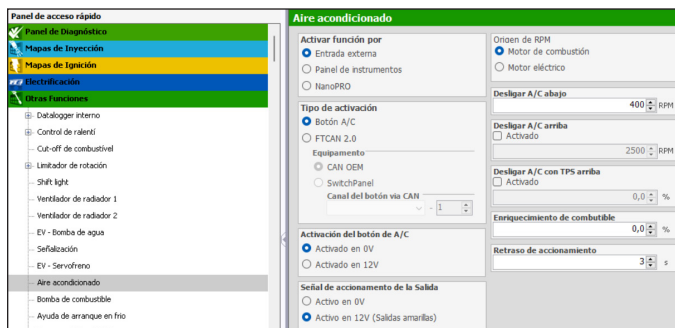 Panel de acceso rápido
Panel de Diagnóstico
Mapas de Inyección
Mapas de Ignición
Electrificación
Otras Funciones
Datalogger interno
Control de ralentí
Cut-off de combustível
Limitador de rotación
Shift light
Ventilador de radiador 1
Ventilador de radiador 2
EV - Bomba de agua
Señalización
EV - Servofreno
Aire acondicionado
Bomba de combustible
Ayuda de arranque en frio
Aire acondicionado
Activar función por
Entrada externa
Painel de instrumentos
NanoPRO
Tipo de activación
Botón A/C
FTCAN 2.0
Equipamento
CAN OEM
SwitchPanel
Canal del botón via CAN
- 1
Activación del botón de A/C
Activado en 0V
Activado en 12V
Señal de accionamento de la Salida
Activo en 0V
Activo en 12V (Salidas amarillas)
Origen de RPM
Motor de combustión
Motor eléctrico
Desligar A/C abajo
400 RPM
Desligar A/C arriba
Activado
2500 RPM
Desligar A/C con TPS arriba
Activado
0,0 %
Enriquecimiento de combutible
0,0 %
Retraso de accionamiento
3 s